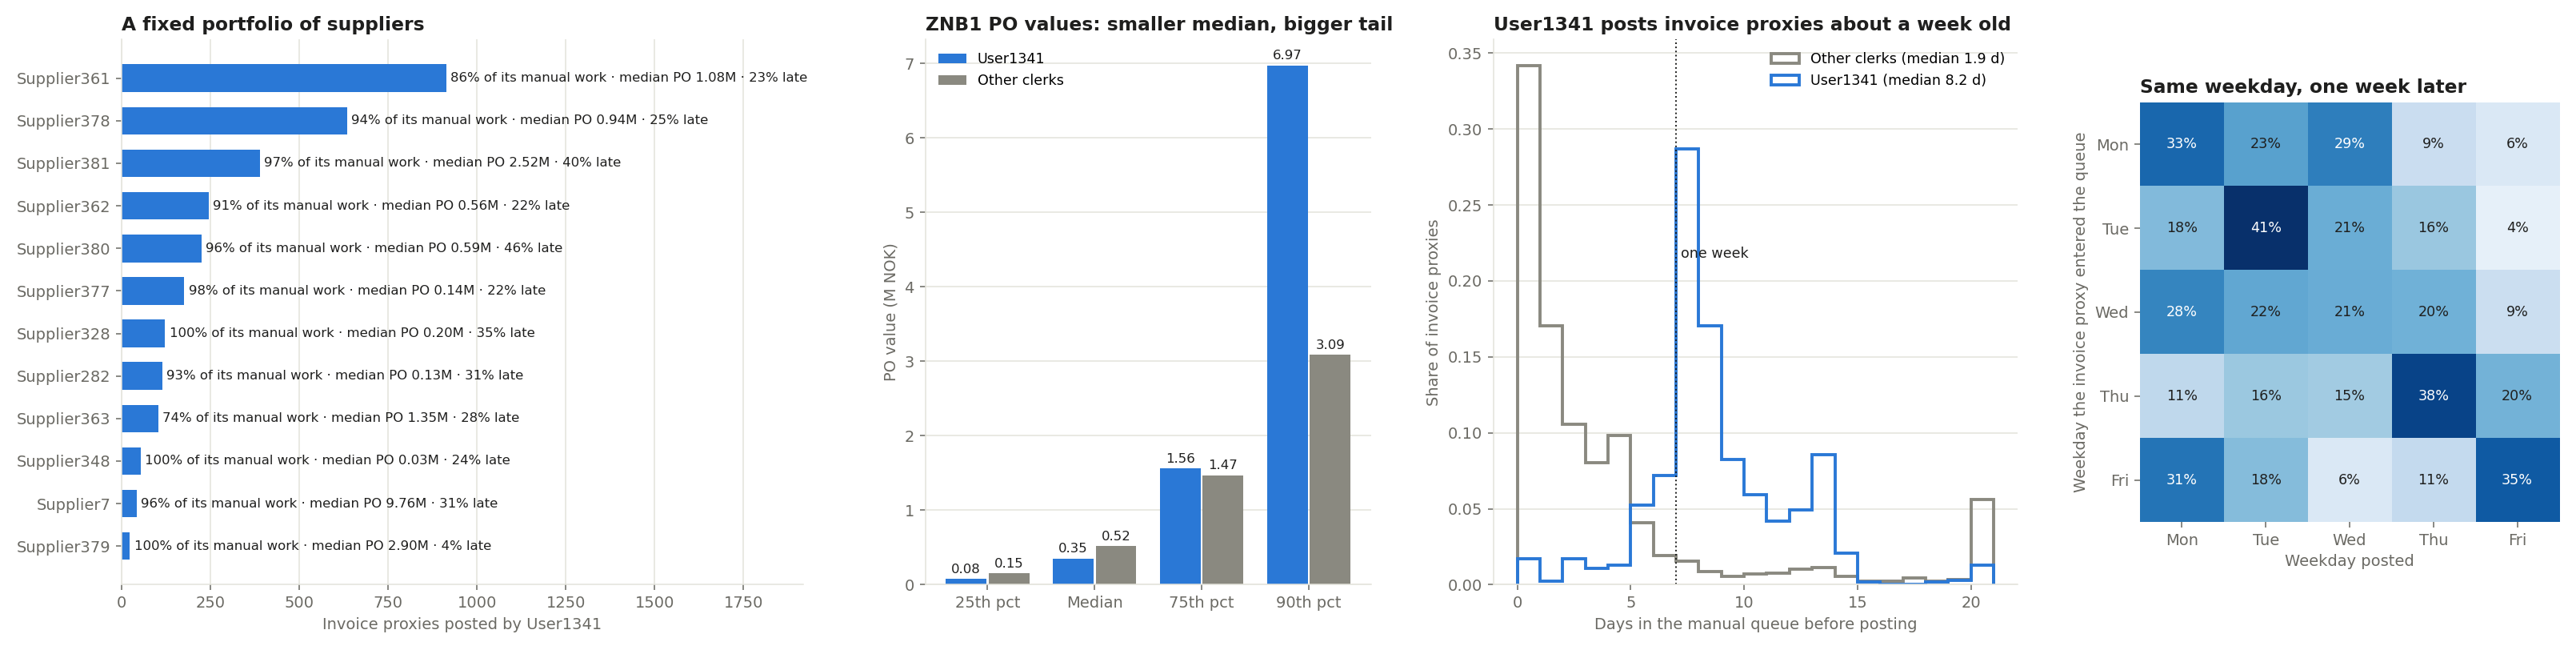 A fixed portfolio of suppliers
Supplier361
86% of its manual work · median PO 1.08M · 23% late
Supplier378
94% of its manual work · median PO 0.94M · 25% late
Supplier381
97% of its manual work · median PO 2.52M · 40% late
Supplier362
91% of its manual work · median PO 0.56M · 22% late
Supplier380
96% of its manual work · median PO 0.59M · 46% late
Supplier377
98% of its manual work · median PO 0.14M · 22% late
Supplier328
100% of its manual work · median PO 0.20M · 35% late
Supplier282
93% of its manual work · median PO 0.13M · 31% late
Supplier363
74% of its manual work · median PO 1.35M · 28% late
Supplier348
100% of its manual work · median PO 0.03M · 24% late
Supplier7
96% of its manual work · median PO 9.76M · 31% late
Supplier379
100% of its manual work · median PO 2.90M · 4% late
0 250 500 750 1000 1250 1500 1750
Invoice proxies posted by User1341
ZNB1 PO values: smaller median, bigger tail
User1341
Other clerks
PO value (M NOK)
7
6
5
4
3
2
1
0
0.08 0.15
0.35 0.52
1.56 1.47
6.97 3.09
25th pct Median 75th pct 90th pct
User1341 posts invoice proxies about a week old
Other clerks (median 1.9 d)
User1341 (median 8.2 d)
one week
Share of invoice proxies
0.35
0.30
0.25
0.20
0.15
0.10
0.05
0.00
0 5 10 15 20
Days in the manual queue before posting
Same weekday, one week later
Weekday the invoice proxy entered the queue
Mon 33% 23% 29% 9% 6%
Tue 18% 41% 21% 16% 4%
Wed 28% 22% 21% 20% 9%
Thu 11% 16% 15% 38% 20%
Fri 31% 18% 6% 11% 35%
Mon Tue Wed Thu Fri
Weekday posted